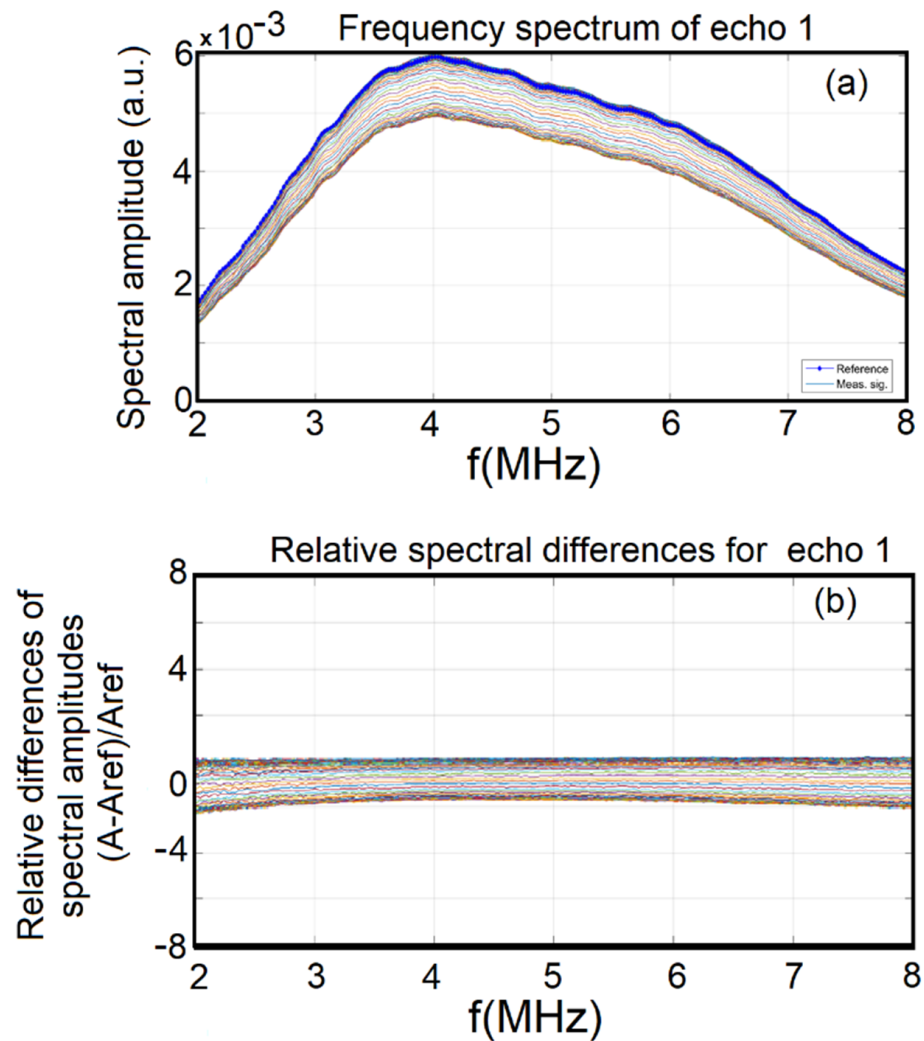 Frequency spectrum of echo 1
6×10⁻³
(a)
Spectral amplitude (a.u.)
4
2
0
Reference
Meas. sig.
2 3 4 5 6 7 8
f(MHz)
Relative spectral differences for echo 1
8
(b)
Relative differences of
spectral amplitudes
(A-Aref)/Aref
4
0
-4
-8
2 3 4 5 6 7 8
f(MHz)